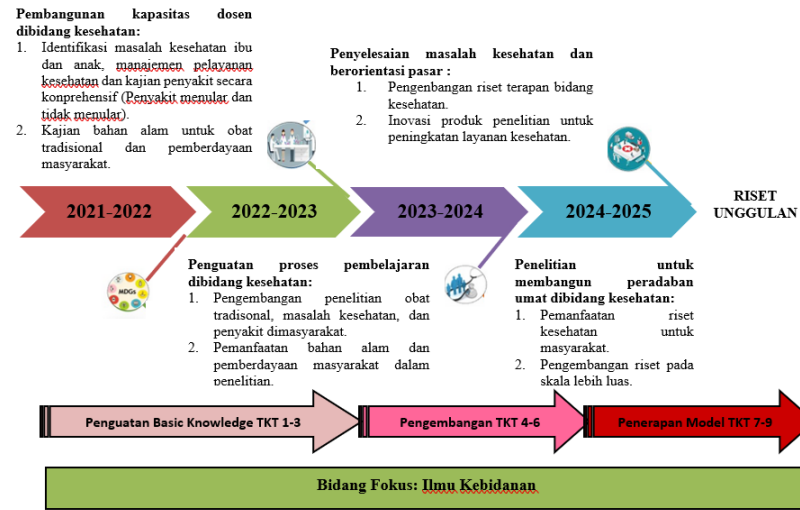 Pembangunan kapasitas dosen
dibidang kesehatan:
1. Identifikasi masalah kesehatan ibu
dan anak, manajemen pelayanan
kesehatan dan kajian penyakit secara
konprehensif (Penyakit menular dan
tidak menular).
2. Kajian bahan alam untuk obat
tradisional dan pemberdayaan
masyarakat.
Penyelesaian masalah kesehatan dan
berorientasi pasar :
1. Pengenbangan riset terapan bidang
kesehatan.
2. Inovasi produk penelitian untuk
peningkatan layanan kesehatan.
2021-2022
2022-2023
2023-2024
2024-2025
RISET
UNGGULAN
MDGs
Penguatan proses pembelajaran
dibidang kesehatan:
1. Pengembangan penelitian obat
tradisonal, masalah kesehatan, dan
penyakit dimasyarakat.
2. Pemanfaatan bahan alam dan
pemberdayaan masyarakat dalam
penelitian.
Penelitian untuk
membangun peradaban
umat dibidang kesehatan:
1. Pemanfaatan riset
kesehatan untuk
masyarakat.
2. Pengembangan riset pada
skala lebih luas.
Penguatan Basic Knowledge TKT 1-3
Pengembangan TKT 4-6
Penerapan Model TKT 7-9
Bidang Fokus: Ilmu Kebidanan